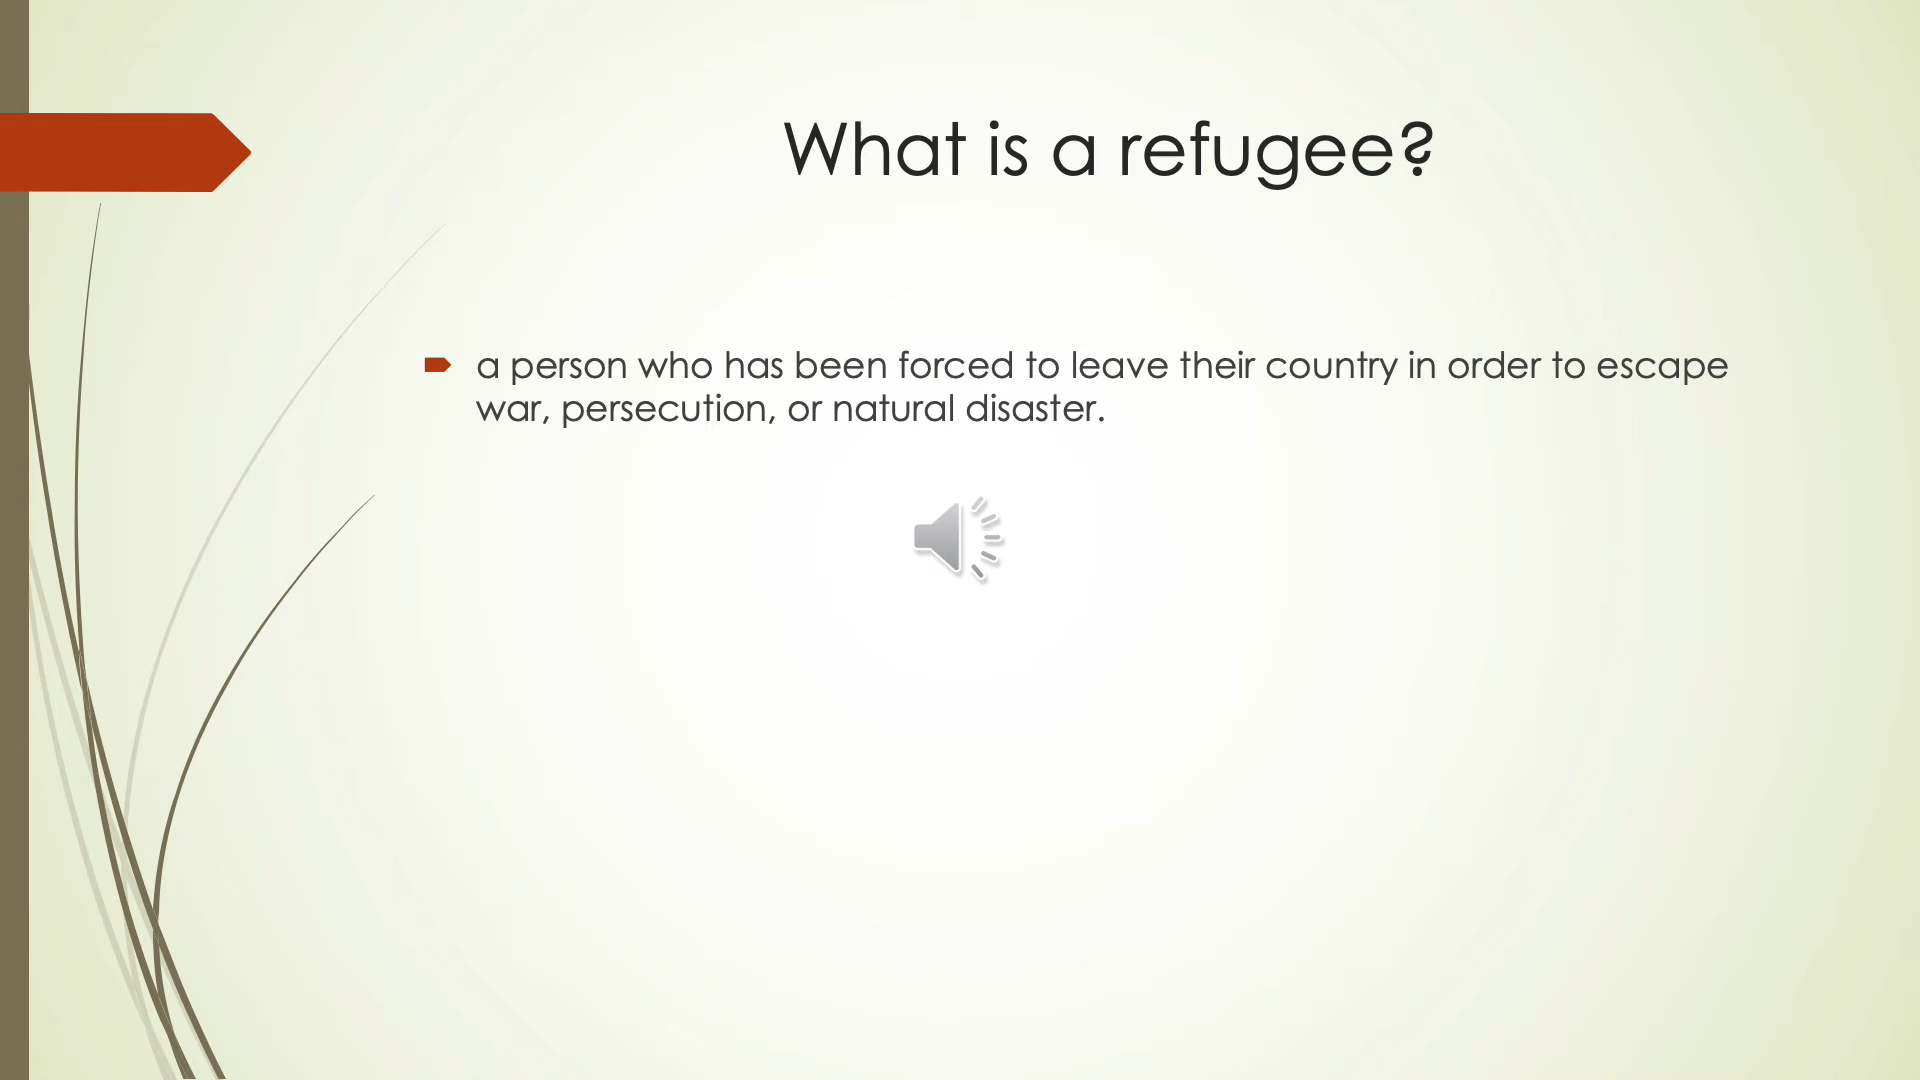 What is a refugee?
a person who has been forced to leave their country in order to escape
war, persecution, or natural disaster.